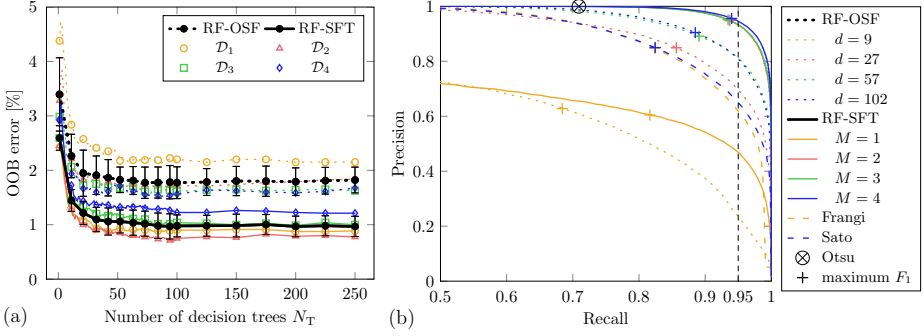 RF-OSF RF-SFT
𝒟₁ 𝒟₂
𝒟₃ 𝒟₄
OOB error [%]
5
4
3
2
1
0
0 50 100 150 200 250
Number of decision trees N_T
(a)
Precision
1
0.8
0.6
0.4
0.2
0
0.5 0.6 0.7 0.8 0.9 0.95 1
Recall
(b)
RF-OSF
d = 9
d = 27
d = 57
d = 102
RF-SFT
M = 1
M = 2
M = 3
M = 4
Frangi
Sato
Otsu
maximum F₁